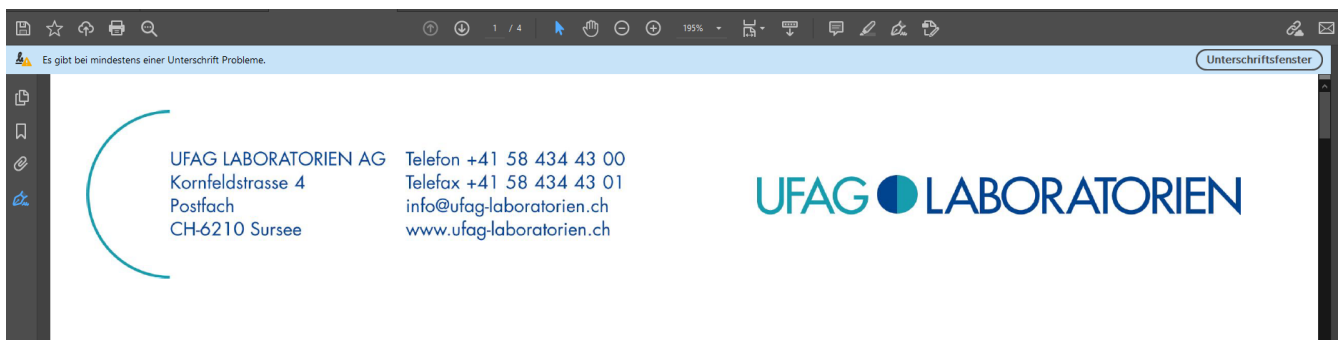 1 / 4
195%
Es gibt bei mindestens einer Unterschrift Probleme.
Unterschriftsfenster
UFAG LABORATORIEN AG
Kornfeldstrasse 4
Postfach
CH-6210 Sursee
Telefon +41 58 434 43 00
Telefax +41 58 434 43 01
info@ufag-laboratorien.ch
www.ufag-laboratorien.ch
UFAG LABORATORIEN